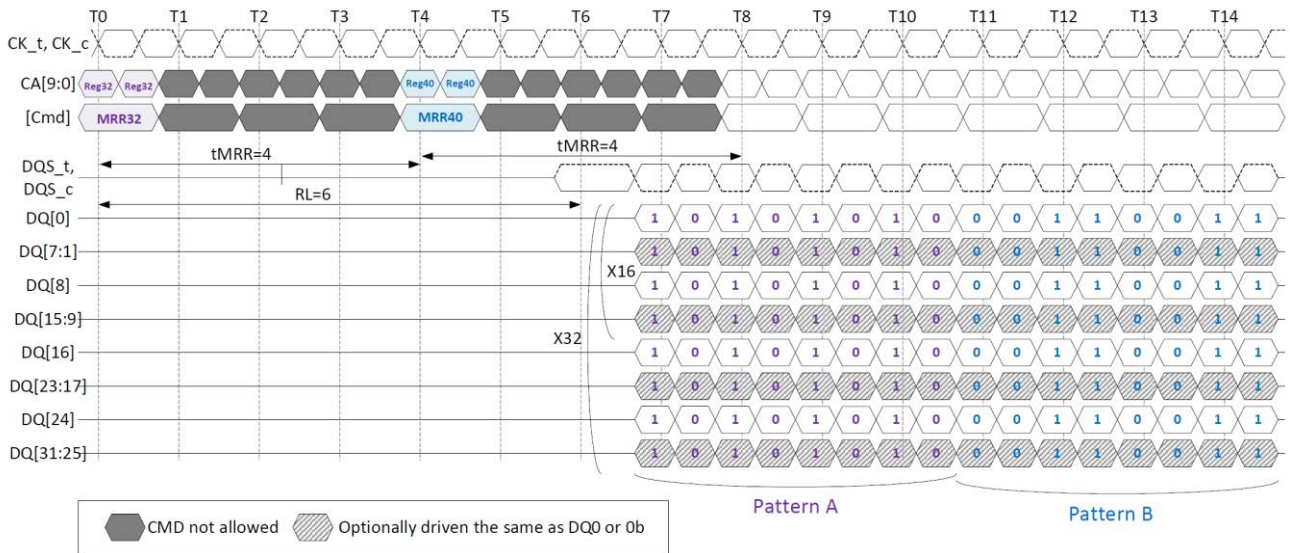 T0 T1 T2 T3 T4 T5 T6 T7 T8 T9 T10 T11 T12 T13 T14
CK_t, CK_c
CA[9:0] Reg32 Reg32 Reg40 Reg40
[Cmd] MRR32 MRR40
tMRR=4 tMRR=4
DQS_t,
DQS_c
RL=6
DQ[0] 1 0 1 0 1 0 1 0 0 0 1 1 0 0 1 1
DQ[7:1] 1 0 1 0 1 0 1 0 0 0 1 1 0 0 1 1
X16
DQ[8] 1 0 1 0 1 0 1 0 0 0 1 1 0 0 1 1
DQ[15:9] 1 0 1 0 1 0 1 0 0 0 1 1 0 0 1 1
X32
DQ[16] 1 0 1 0 1 0 1 0 0 0 1 1 0 0 1 1
DQ[23:17] 1 0 1 0 1 0 1 0 0 0 1 1 0 0 1 1
DQ[24] 1 0 1 0 1 0 1 0 0 0 1 1 0 0 1 1
DQ[31:25] 1 0 1 0 1 0 1 0 0 0 1 1 0 0 1 1
Pattern A Pattern B
CMD not allowed Optionally driven the same as DQ0 or 0b